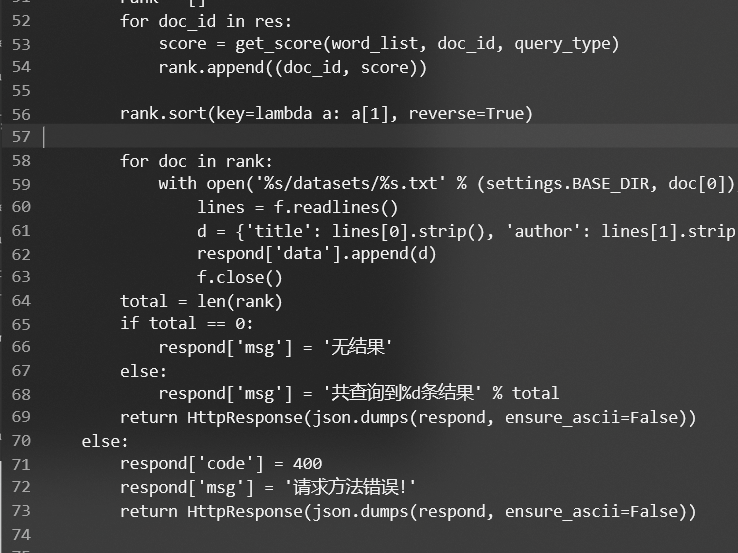 rank = []
52 for doc_id in res:
53 score = get_score(word_list, doc_id, query_type)
54 rank.append((doc_id, score))
55
56 rank.sort(key=lambda a: a[1], reverse=True)
57
58 for doc in rank:
59 with open('%s/datasets/%s.txt' % (settings.BASE_DIR, doc[0])
60 lines = f.readlines()
61 d = {'title': lines[0].strip(), 'author': lines[1].strip
62 respond['data'].append(d)
63 f.close()
64 total = len(rank)
65 if total == 0:
66 respond['msg'] = '无结果'
67 else:
68 respond['msg'] = '共查询到%d条结果' % total
69 return HttpResponse(json.dumps(respond, ensure_ascii=False))
70 else:
71 respond['code'] = 400
72 respond['msg'] = '请求方法错误!'
73 return HttpResponse(json.dumps(respond, ensure_ascii=False))
74